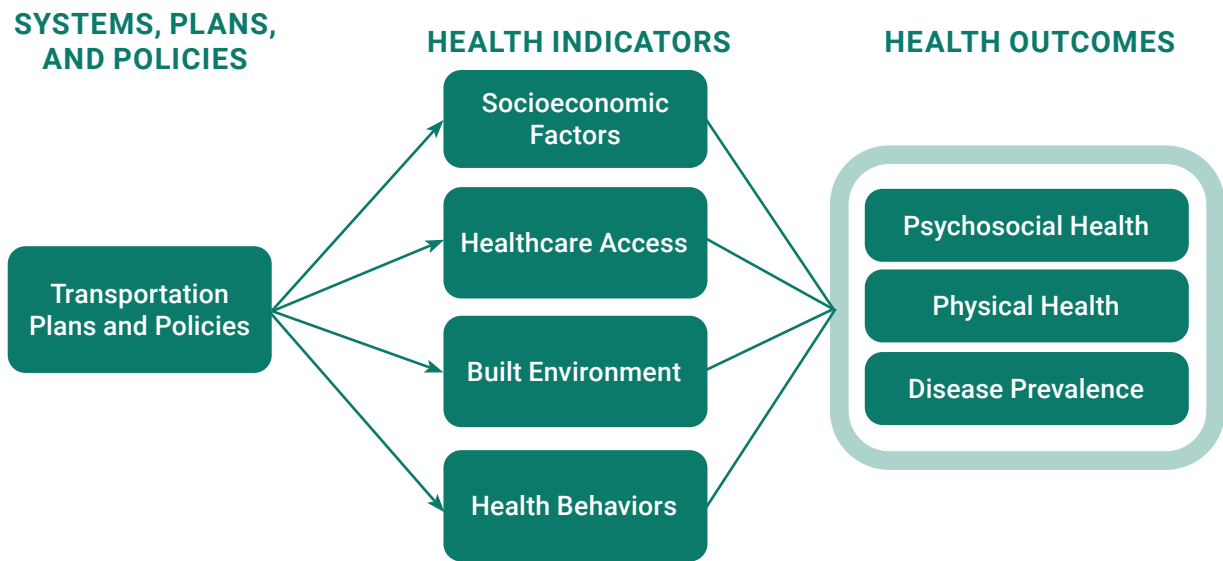 SYSTEMS, PLANS,
AND POLICIES
Transportation
Plans and Policies
HEALTH INDICATORS
Socioeconomic
Factors
Healthcare Access
Built Environment
Health Behaviors
HEALTH OUTCOMES
Psychosocial Health
Physical Health
Disease Prevalence